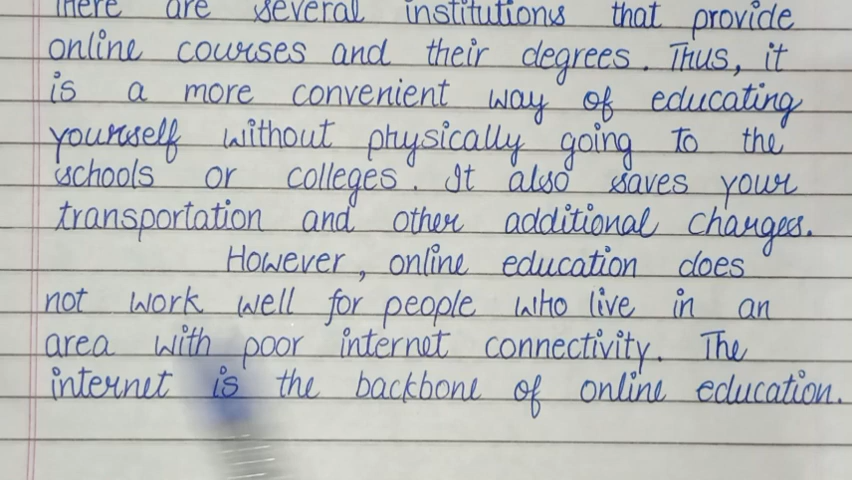 There are several institutions that provide
online courses and their degrees. Thus, it
is a more convenient way of educating
yourself without physically going to the
schools or colleges. It also saves your
transportation and other additional charges.
However, online education does
not work well for people who live in an
area with poor internet connectivity. The
internet is the backbone of online education.